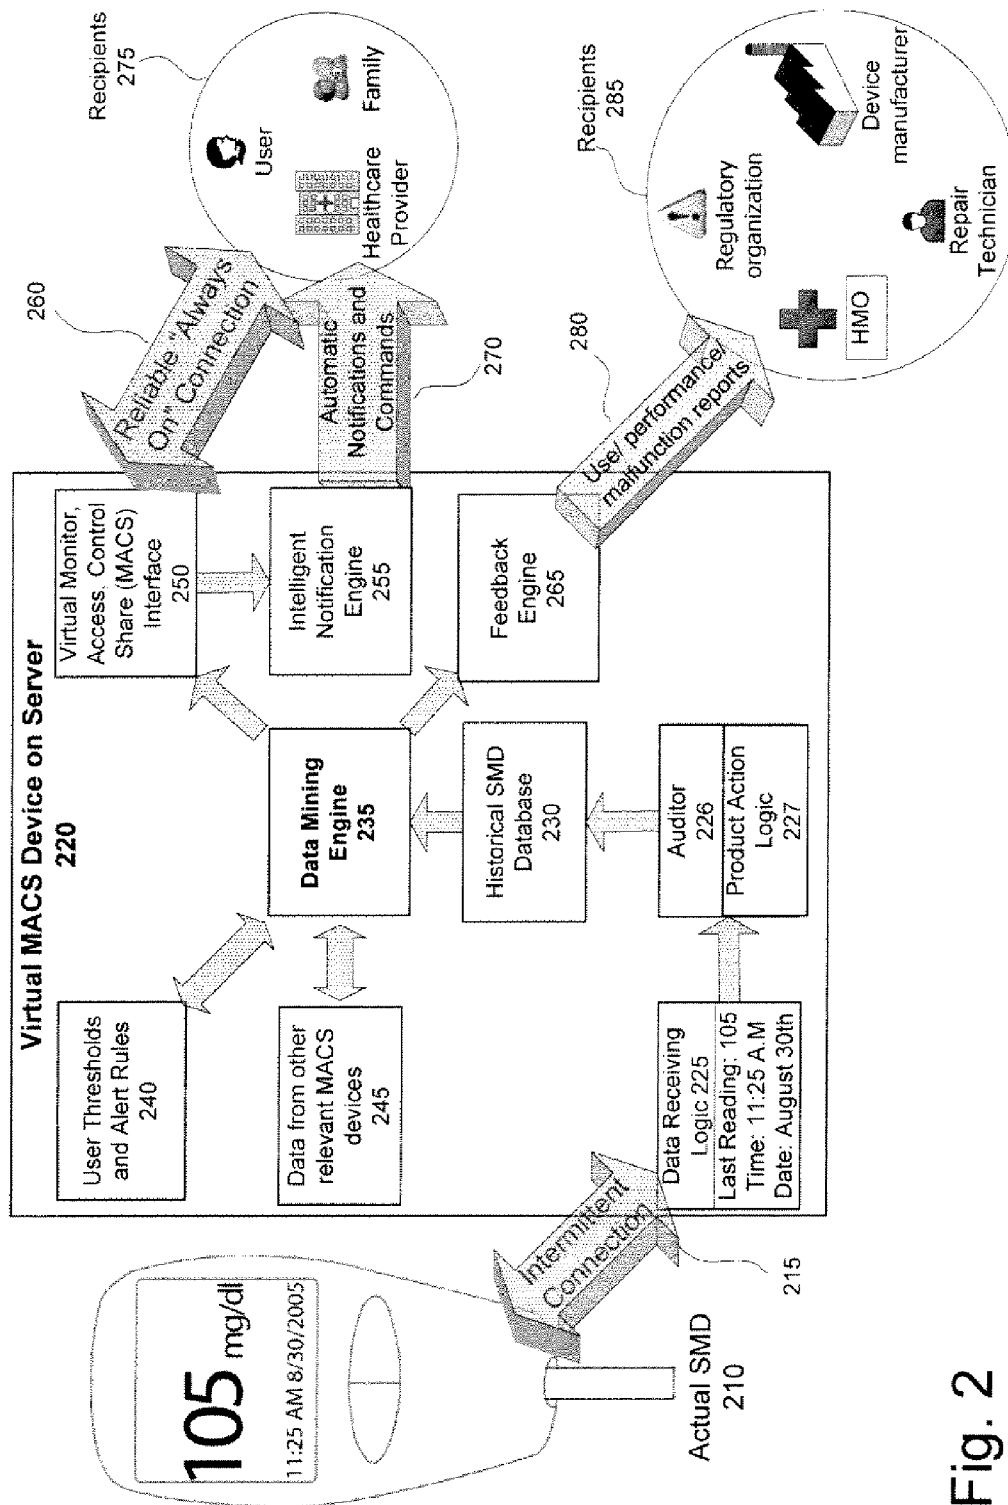 105 mg/dl
11:25 AM 8/30/2005
Actual SMD
210
Intermittent
Connection
215
Virtual MACS Device on Server
220
User Thresholds
and Alert Rules
240
Data from other
relevant MACS
devices
245
Data Receiving
Logic 225
Last Reading: 105
Time: 11:25 A.M
Date: August 30th
Data Mining
Engine
235
Historical SMD
Database
230
Auditor
226
Product Action
Logic
227
Virtual Monitor,
Access, Control
Share (MACS)
Interface
250
Intelligent
Notification
Engine
255
Feedback
Engine
265
Reliable "Always
On" Connection
260
Automatic
Notifications and
Commands
270
Use/ performance/
malfunction reports
280
Recipients
275
User
Family
Healthcare
Provider
Recipients
285
Regulatory
organization
Device
manufacturer
HMO
Repair
Technician
Fig. 2